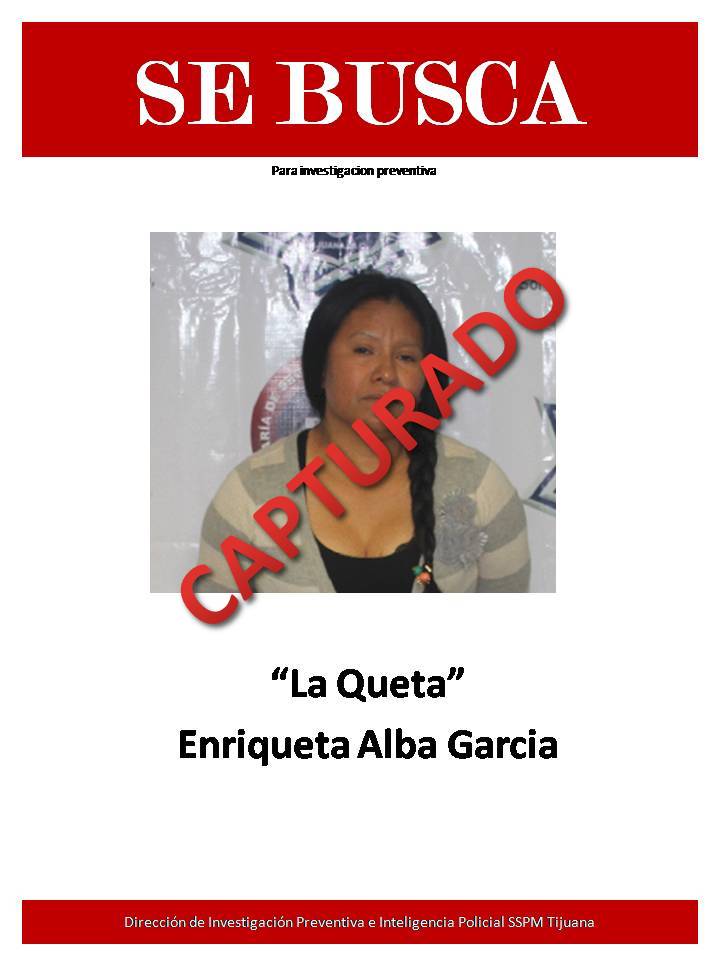 SE BUSCA
Para investigacion preventiva
CAPTURADO
“La Queta”
Enriqueta Alba Garcia
Dirección de Investigación Preventiva e Inteligencia Policial SSPM Tijuana